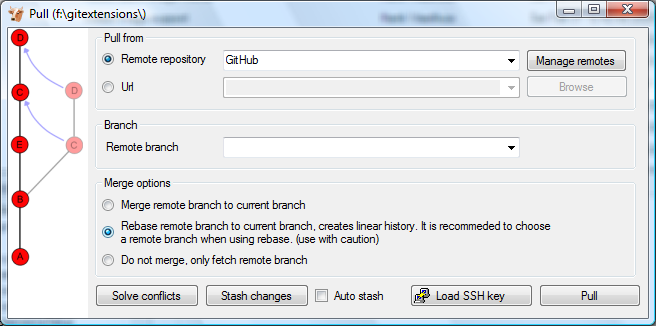 Pull (f:\gitextensions\)
D
Pull from
Remote repository GitHub Manage remotes
C
D
Url Browse
Branch
E
C
Remote branch
Merge options
B
Merge remote branch to current branch
Rebase remote branch to current branch, creates linear history. It is recommeded to choose
a remote branch when using rebase. (use with caution)
A
Do not merge, only fetch remote branch
Solve conflicts Stash changes Auto stash Load SSH key Pull